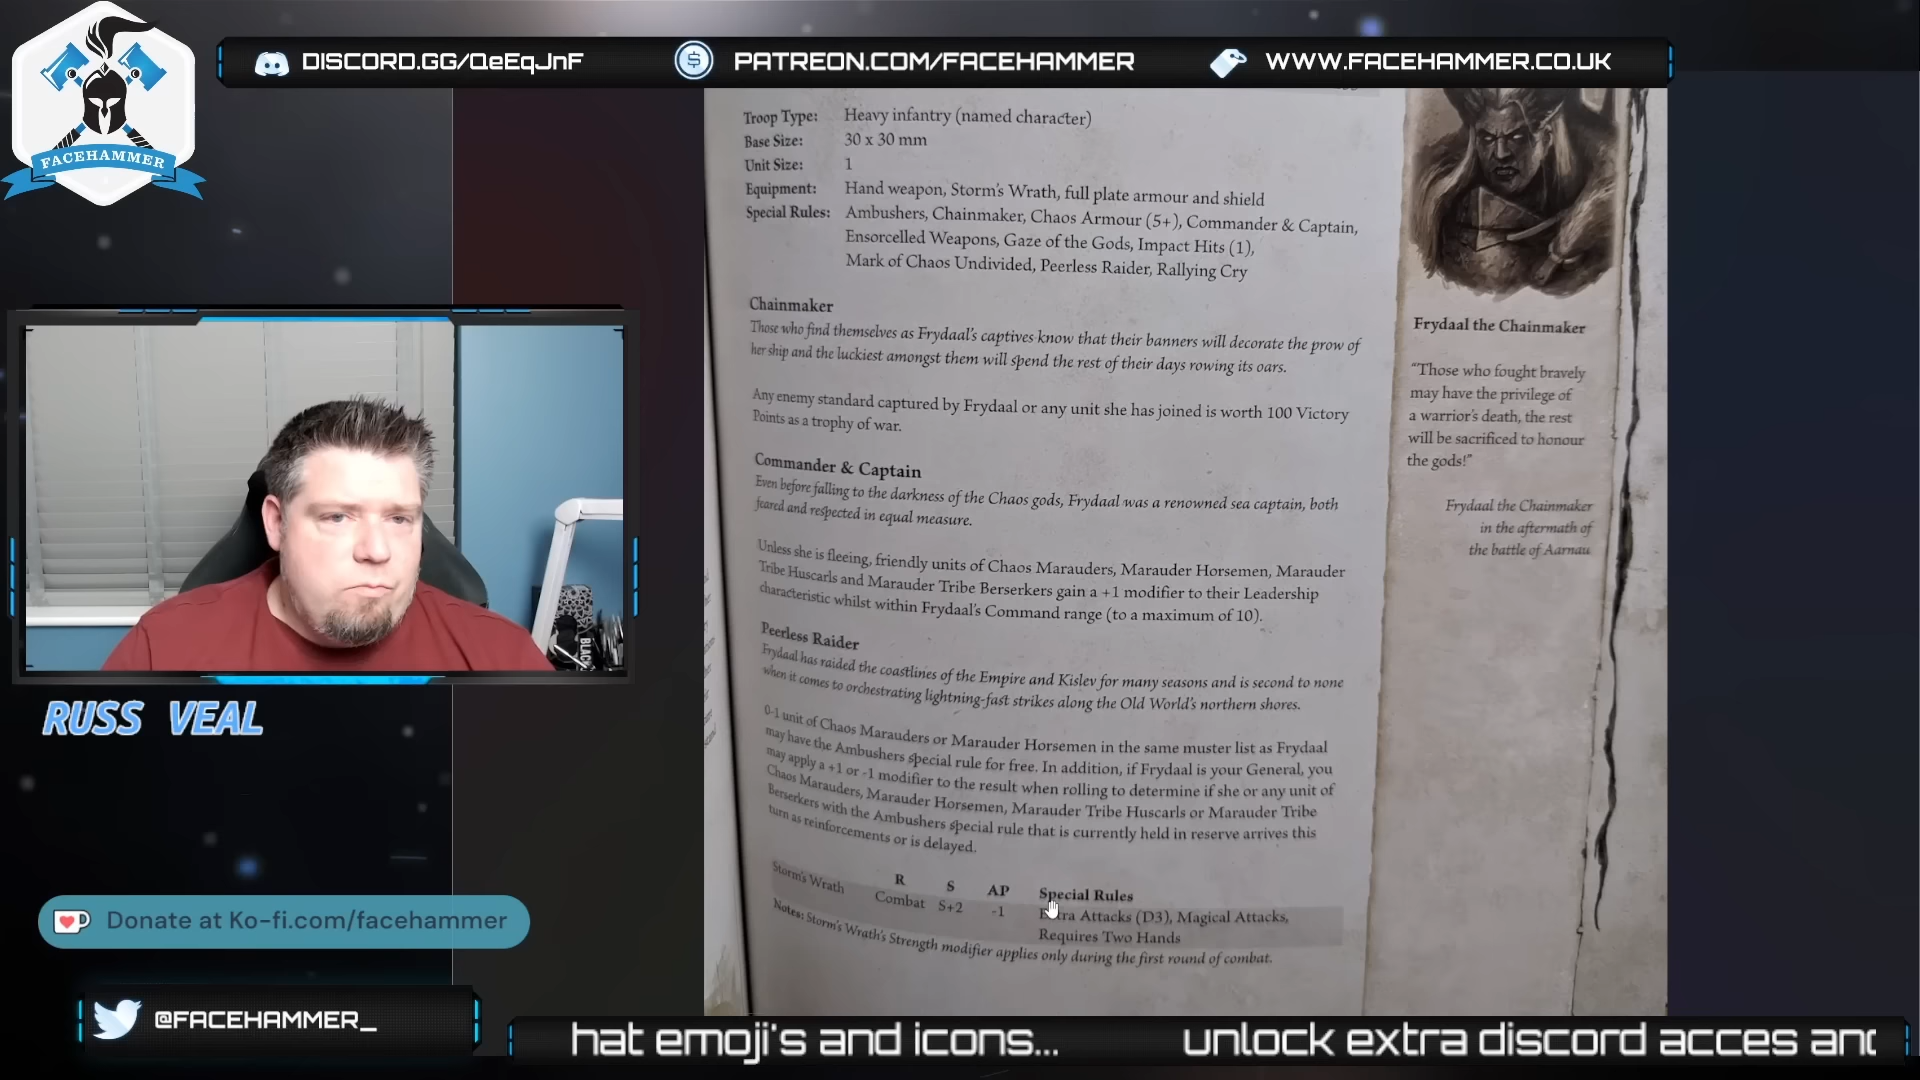 DISCORD.GG/QeEqJnF
PATREON.COM/FACEHAMMER
WWW.FACEHAMMER.CO.UK
FACEHAMMER
Troop Type: Heavy infantry (named character)
Base Size: 30 x 30 mm
Unit Size: 1
Equipment: Hand weapon, Storm's Wrath, full plate armour and shield
Special Rules: Ambushers, Chainmaker, Chaos Armour (5+), Commander & Captain,
Ensorcelled Weapons, Gaze of the Gods, Impact Hits (1),
Mark of Chaos Undivided, Peerless Raider, Rallying Cry
Chainmaker
Those who find themselves as Frydaal's captives know that their banners will decorate the prow of
her ship and the luckiest amongst them will spend the rest of their days rowing its oars.
Any enemy standard captured by Frydaal or any unit she has joined is worth 100 Victory
Points as a trophy of war.
Commander & Captain
Even before falling to the darkness of the Chaos gods, Frydaal was a renowned sea captain, both
feared and respected in equal measure.
Unless she is fleeing, friendly units of Chaos Marauders, Marauder Horsemen, Marauder
Tribe Huscarls and Marauder Tribe Berserkers gain a +1 modifier to their Leadership
characteristic whilst within Frydaal's Command range (to a maximum of 10).
Peerless Raider
Frydaal has raided the coastlines of the Empire and Kislev for many seasons and is second to none
when it comes to orchestrating lightning-fast strikes along the Old World's northern shores.
0-1 unit of Chaos Marauders or Marauder Horsemen in the same muster list as Frydaal
may have the Ambushers special rule for free. In addition, if Frydaal is your General, you
may apply a +1 or -1 modifier to the result when rolling to determine if she or any unit of
Chaos Marauders, Marauder Horsemen, Marauder Tribe Huscarls or Marauder Tribe
Berserkers with the Ambushers special rule that is currently held in reserve arrives this
turn as reinforcements or is delayed.
R S AP Special Rules
Storm's Wrath Combat S+2 -1 Extra Attacks (D3), Magical Attacks,
Requires Two Hands
Notes: Storm's Wrath's Strength modifier applies only during the first round of combat.
Frydaal the Chainmaker
"Those who fought bravely
may have the privilege of
a warrior's death, the rest
will be sacrificed to honour
the gods!"
Frydaal the Chainmaker
in the aftermath of
the battle of Aarnau
RUSS VEAL
Donate at Ko-fi.com/facehammer
@FACEHAMMER_
hat emoji's and icons... unlock extra discord acces and